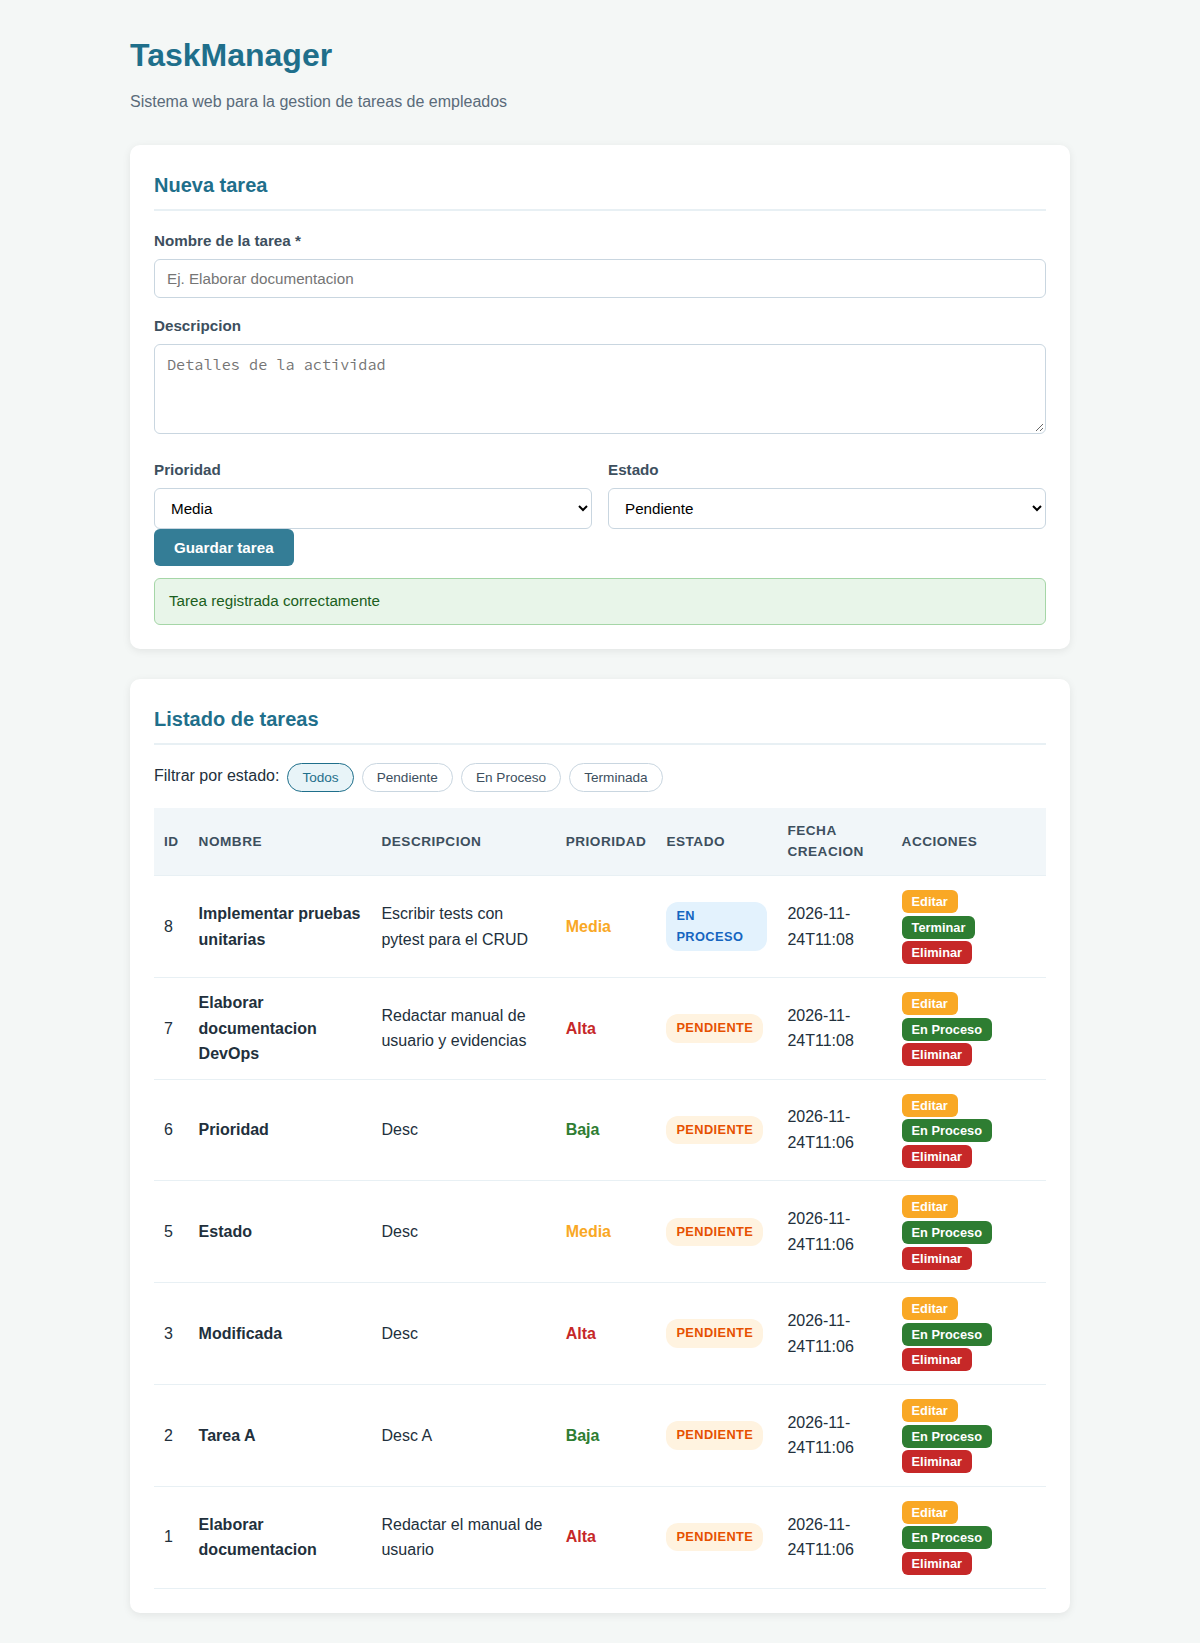 TaskManager
Sistema web para la gestion de tareas de empleados
Nueva tarea
Nombre de la tarea *
Ej. Elaborar documentacion
Descripcion
Detalles de la actividad
Prioridad Estado
Media Pendiente
Guardar tarea
Tarea registrada correctamente
Listado de tareas
Filtrar por estado: Todos Pendiente En Proceso Terminada
ID NOMBRE DESCRIPCION PRIORIDAD ESTADO FECHA CREACION ACCIONES
8 Implementar pruebas unitarias Escribir tests con pytest para el CRUD Media EN PROCESO 2026-11-24T11:08 Editar Terminar Eliminar
7 Elaborar documentacion DevOps Redactar manual de usuario y evidencias Alta PENDIENTE 2026-11-24T11:08 Editar En Proceso Eliminar
6 Prioridad Desc Baja PENDIENTE 2026-11-24T11:06 Editar En Proceso Eliminar
5 Estado Desc Media PENDIENTE 2026-11-24T11:06 Editar En Proceso Eliminar
3 Modificada Desc Alta PENDIENTE 2026-11-24T11:06 Editar En Proceso Eliminar
2 Tarea A Desc A Baja PENDIENTE 2026-11-24T11:06 Editar En Proceso Eliminar
1 Elaborar documentacion Redactar el manual de usuario Alta PENDIENTE 2026-11-24T11:06 Editar En Proceso Eliminar